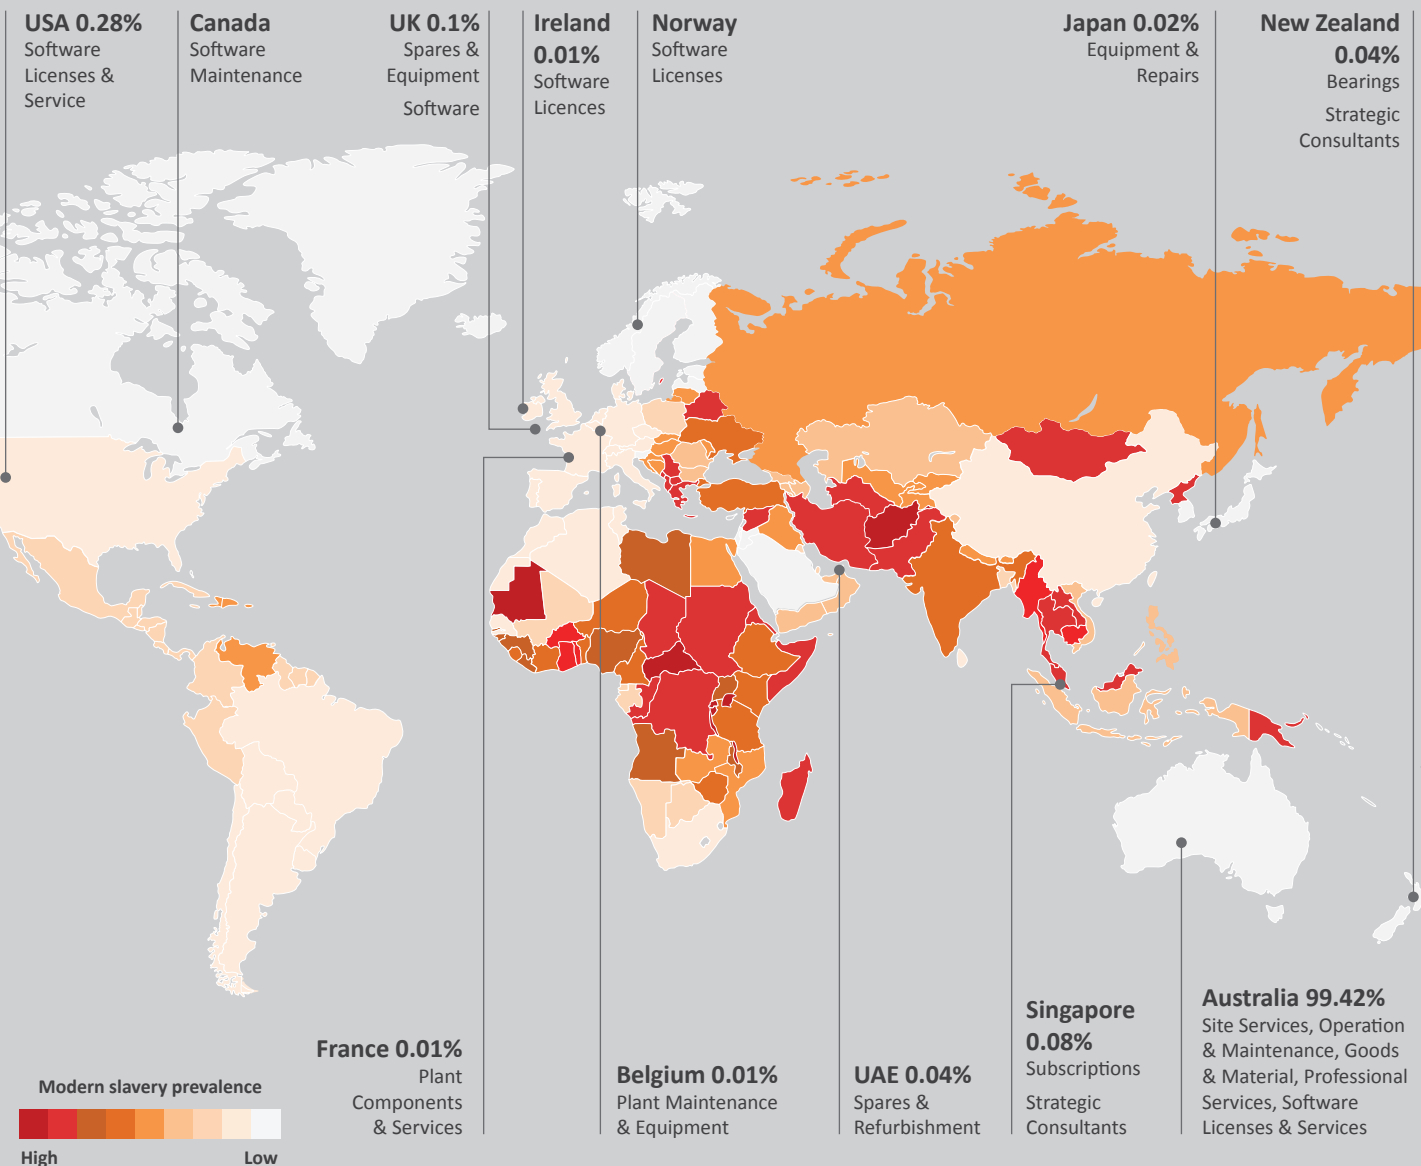 USA 0.28%
Software
Licenses &
Service
Canada
Software
Maintenance
UK 0.1%
Spares &
Equipment
Software
Ireland
0.01%
Software
Licences
Norway
Software
Licenses
Japan 0.02%
Equipment &
Repairs
New Zealand
0.04%
Bearings
Strategic
Consultants
France 0.01%
Plant
Components
& Services
Belgium 0.01%
Plant Maintenance
& Equipment
UAE 0.04%
Spares &
Refurbishment
Singapore
0.08%
Subscriptions
Strategic
Consultants
Australia 99.42%
Site Services, Operation
& Maintenance, Goods
& Material, Professional
Services, Software
Licenses & Services
Modern slavery prevalence
High
Low